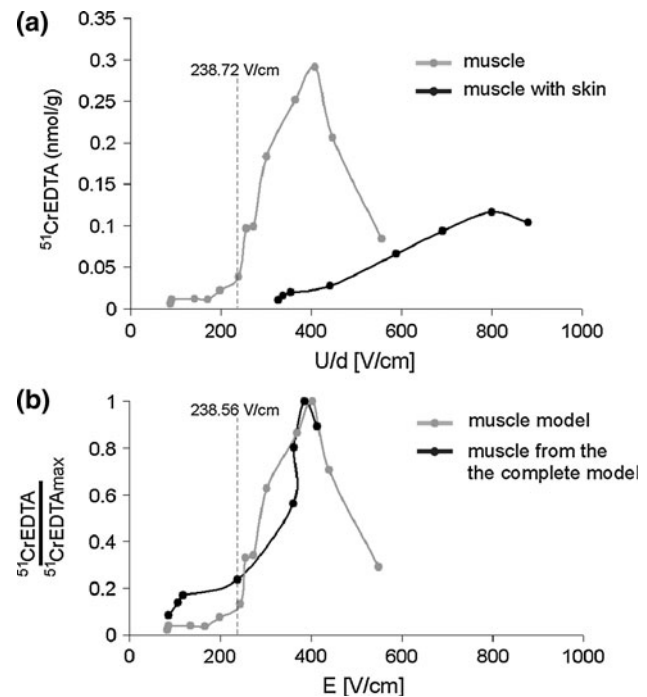 (a)
0.35
0.3
0.25
0.2
0.15
0.1
0.05
0
⁵¹CrEDTA (nmol/g)
238.72 V/cm
muscle
muscle with skin
0 200 400 600 800 1000
U/d [V/cm]
(b)
1
0.8
0.6
0.4
0.2
0
⁵¹CrEDTA
⁵¹CrEDTAmax
238.56 V/cm
muscle model
muscle from the
the complete model
0 200 400 600 800 1000
E [V/cm]